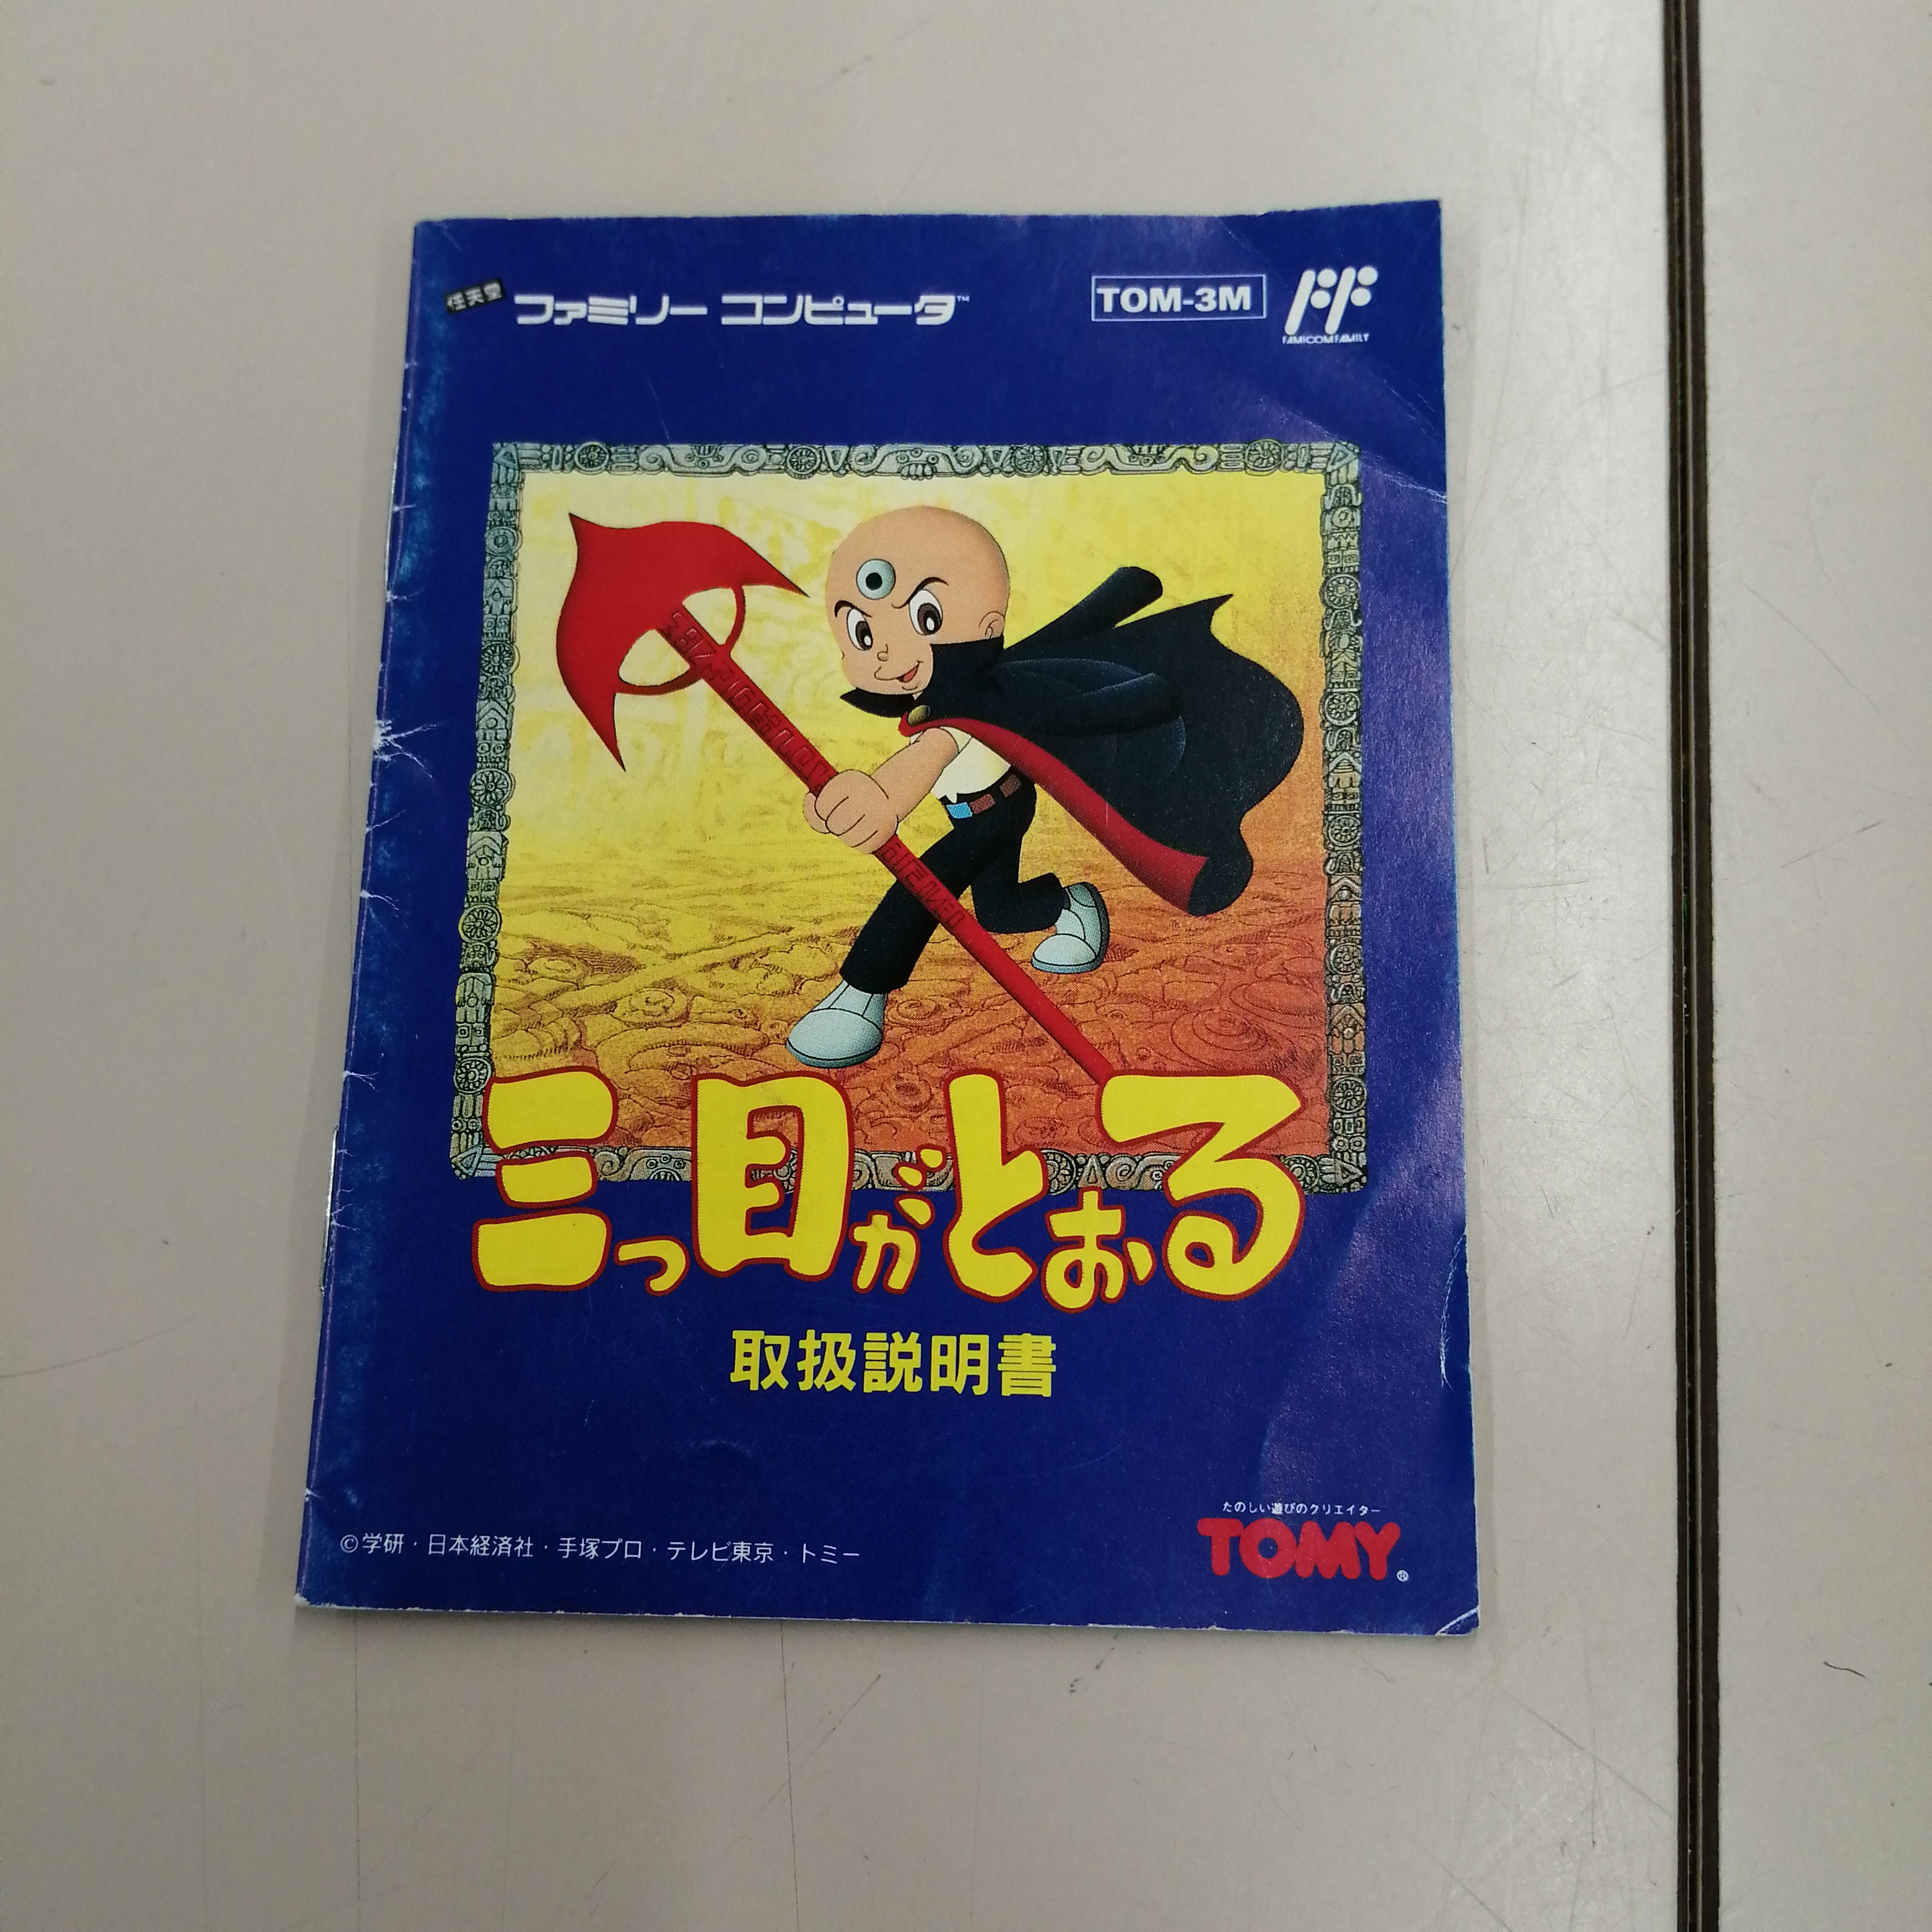 任天堂 ファミリー コンピュータ™
TOM-3M
FAMICOM FAMILY
三つ目がとおる
取扱説明書
たのしい遊びのクリエイター
TOMY®
©学研・日本経済社・手塚プロ・テレビ東京・トミー